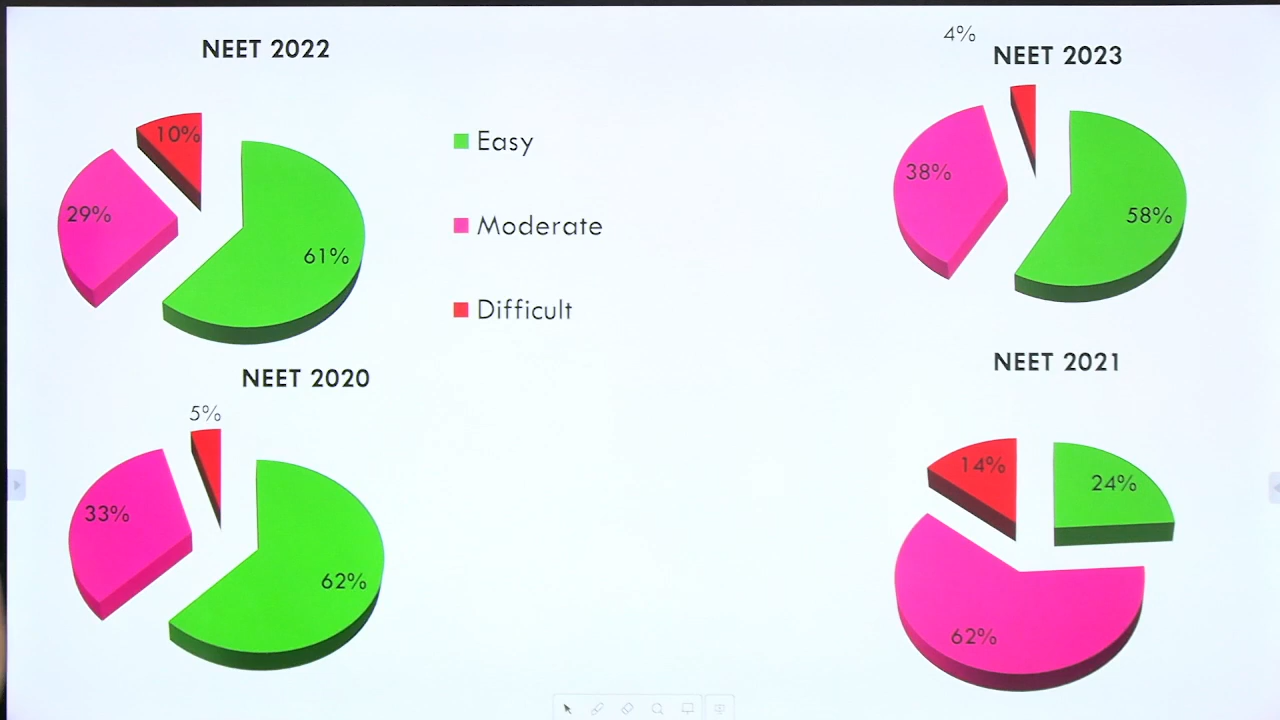 NEET 2022
10%
29%
61%
Easy
Moderate
Difficult
4%
NEET 2023
38%
58%
NEET 2020
5%
33%
62%
NEET 2021
14%
24%
62%